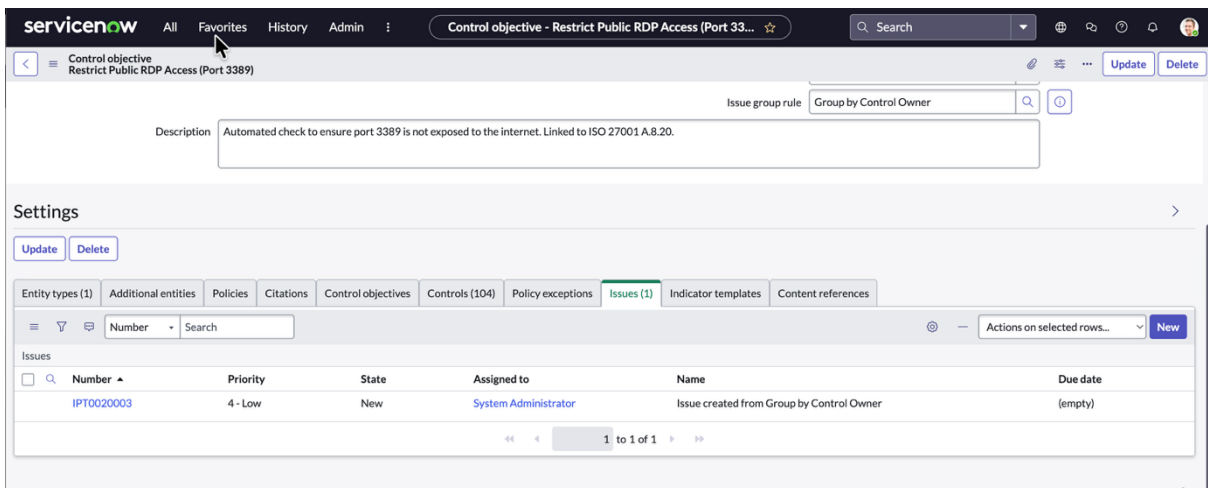 servicenow All Favorites History Admin Control objective - Restrict Public RDP Access (Port 33... Search
Control objective
Restrict Public RDP Access (Port 3389)
Update Delete
Issue group rule Group by Control Owner
Description Automated check to ensure port 3389 is not exposed to the internet. Linked to ISO 27001 A.8.20.
Settings
Update Delete
Entity types (1) Additional entities Policies Citations Control objectives Controls (104) Policy exceptions Issues (1) Indicator templates Content references
Number Search Actions on selected rows... New
Issues
Number Priority State Assigned to Name Due date
IPT0020003 4 - Low New System Administrator Issue created from Group by Control Owner (empty)
1 to 1 of 1